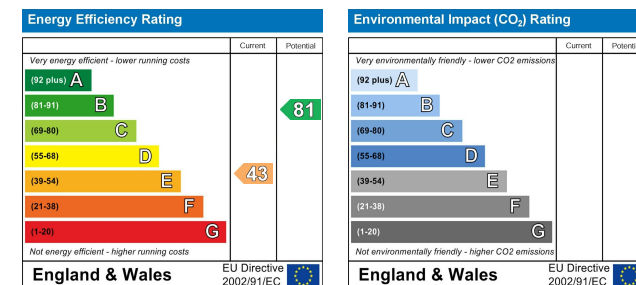 Energy Efficiency Rating
Current Potential
Very energy efficient - lower running costs
(92 plus) A
(81-91) B
81
(69-80) C
(55-68) D
(39-54) E
43
(21-38) F
(1-20) G
Not energy efficient - higher running costs
England & Wales
EU Directive
2002/91/EC
Environmental Impact (CO₂) Rating
Current Potenti
Very environmentally friendly - lower CO2 emissions
(92 plus) A
(81-91) B
(69-80) C
(55-68) D
(39-54) E
(21-38) F
(1-20) G
Not environmentally friendly - higher CO2 emissions
England & Wales
EU Directive
2002/91/EC